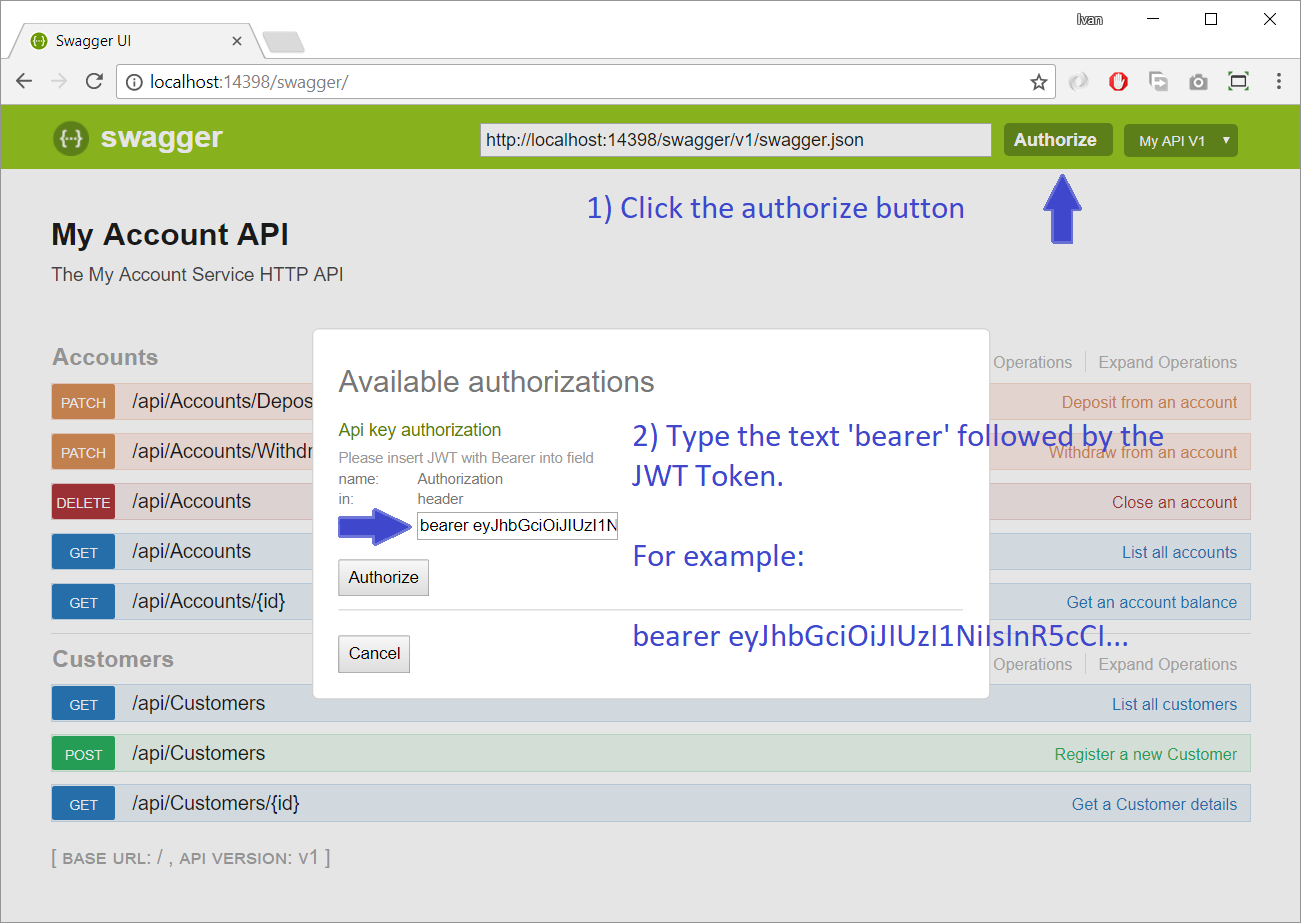 Ivan
Swagger UI
localhost:14398/swagger/
swagger
http://localhost:14398/swagger/v1/swagger.json
Authorize
My API V1
1) Click the authorize button
My Account API
The My Account Service HTTP API
Accounts
Operations
Expand Operations
PATCH /api/Accounts/Depos
Deposit from an account
PATCH /api/Accounts/Withdr
Withdraw from an account
DELETE /api/Accounts
Close an account
GET /api/Accounts
List all accounts
GET /api/Accounts/{id}
Get an account balance
Available authorizations
Api key authorization
Please insert JWT with Bearer into field
name: Authorization
in: header
bearer eyJhbGciOiJIUzI1N
Authorize
Cancel
2) Type the text 'bearer' followed by the
JWT Token.
For example:
bearer eyJhbGciOiJIUzI1NiIsInR5cCI...
Customers
Operations
Expand Operations
GET /api/Customers
List all customers
POST /api/Customers
Register a new Customer
GET /api/Customers/{id}
Get a Customer details
[ BASE URL: / , API VERSION: V1 ]